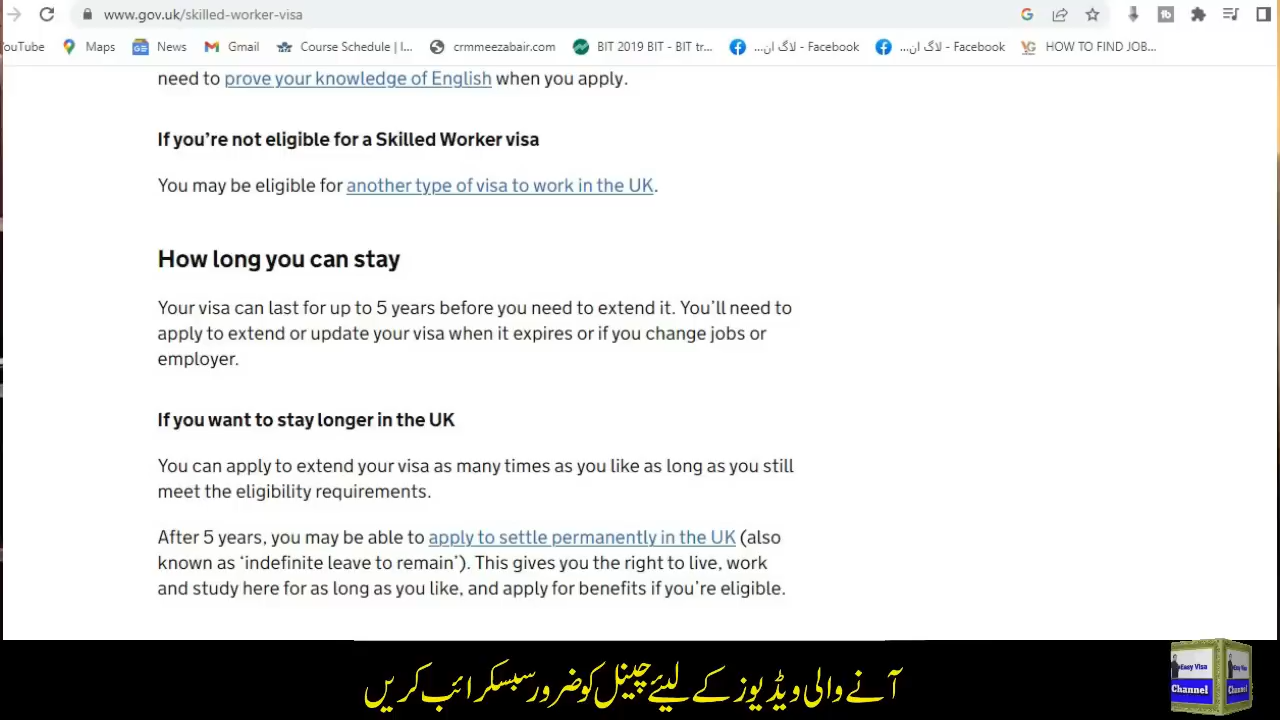 www.gov.uk/skilled-worker-visa
ouTube Maps News Gmail Course Schedule | I... crmmeezabair.com BIT 2019 BIT - BIT tr... لاگ ان... - Facebook لاگ ان... - Facebook HOW TO FIND JOB...
need to prove your knowledge of English when you apply.
If you’re not eligible for a Skilled Worker visa
You may be eligible for another type of visa to work in the UK.
How long you can stay
Your visa can last for up to 5 years before you need to extend it. You’ll need to
apply to extend or update your visa when it expires or if you change jobs or
employer.
If you want to stay longer in the UK
You can apply to extend your visa as many times as you like as long as you still
meet the eligibility requirements.
After 5 years, you may be able to apply to settle permanently in the UK (also
known as ‘indefinite leave to remain’). This gives you the right to live, work
and study here for as long as you like, and apply for benefits if you’re eligible.
آنے والی ویڈیوز کے لیئے چینل کو ضرور سبسکرائب کریں
Easy Visa Easy Visa
Channel Channel